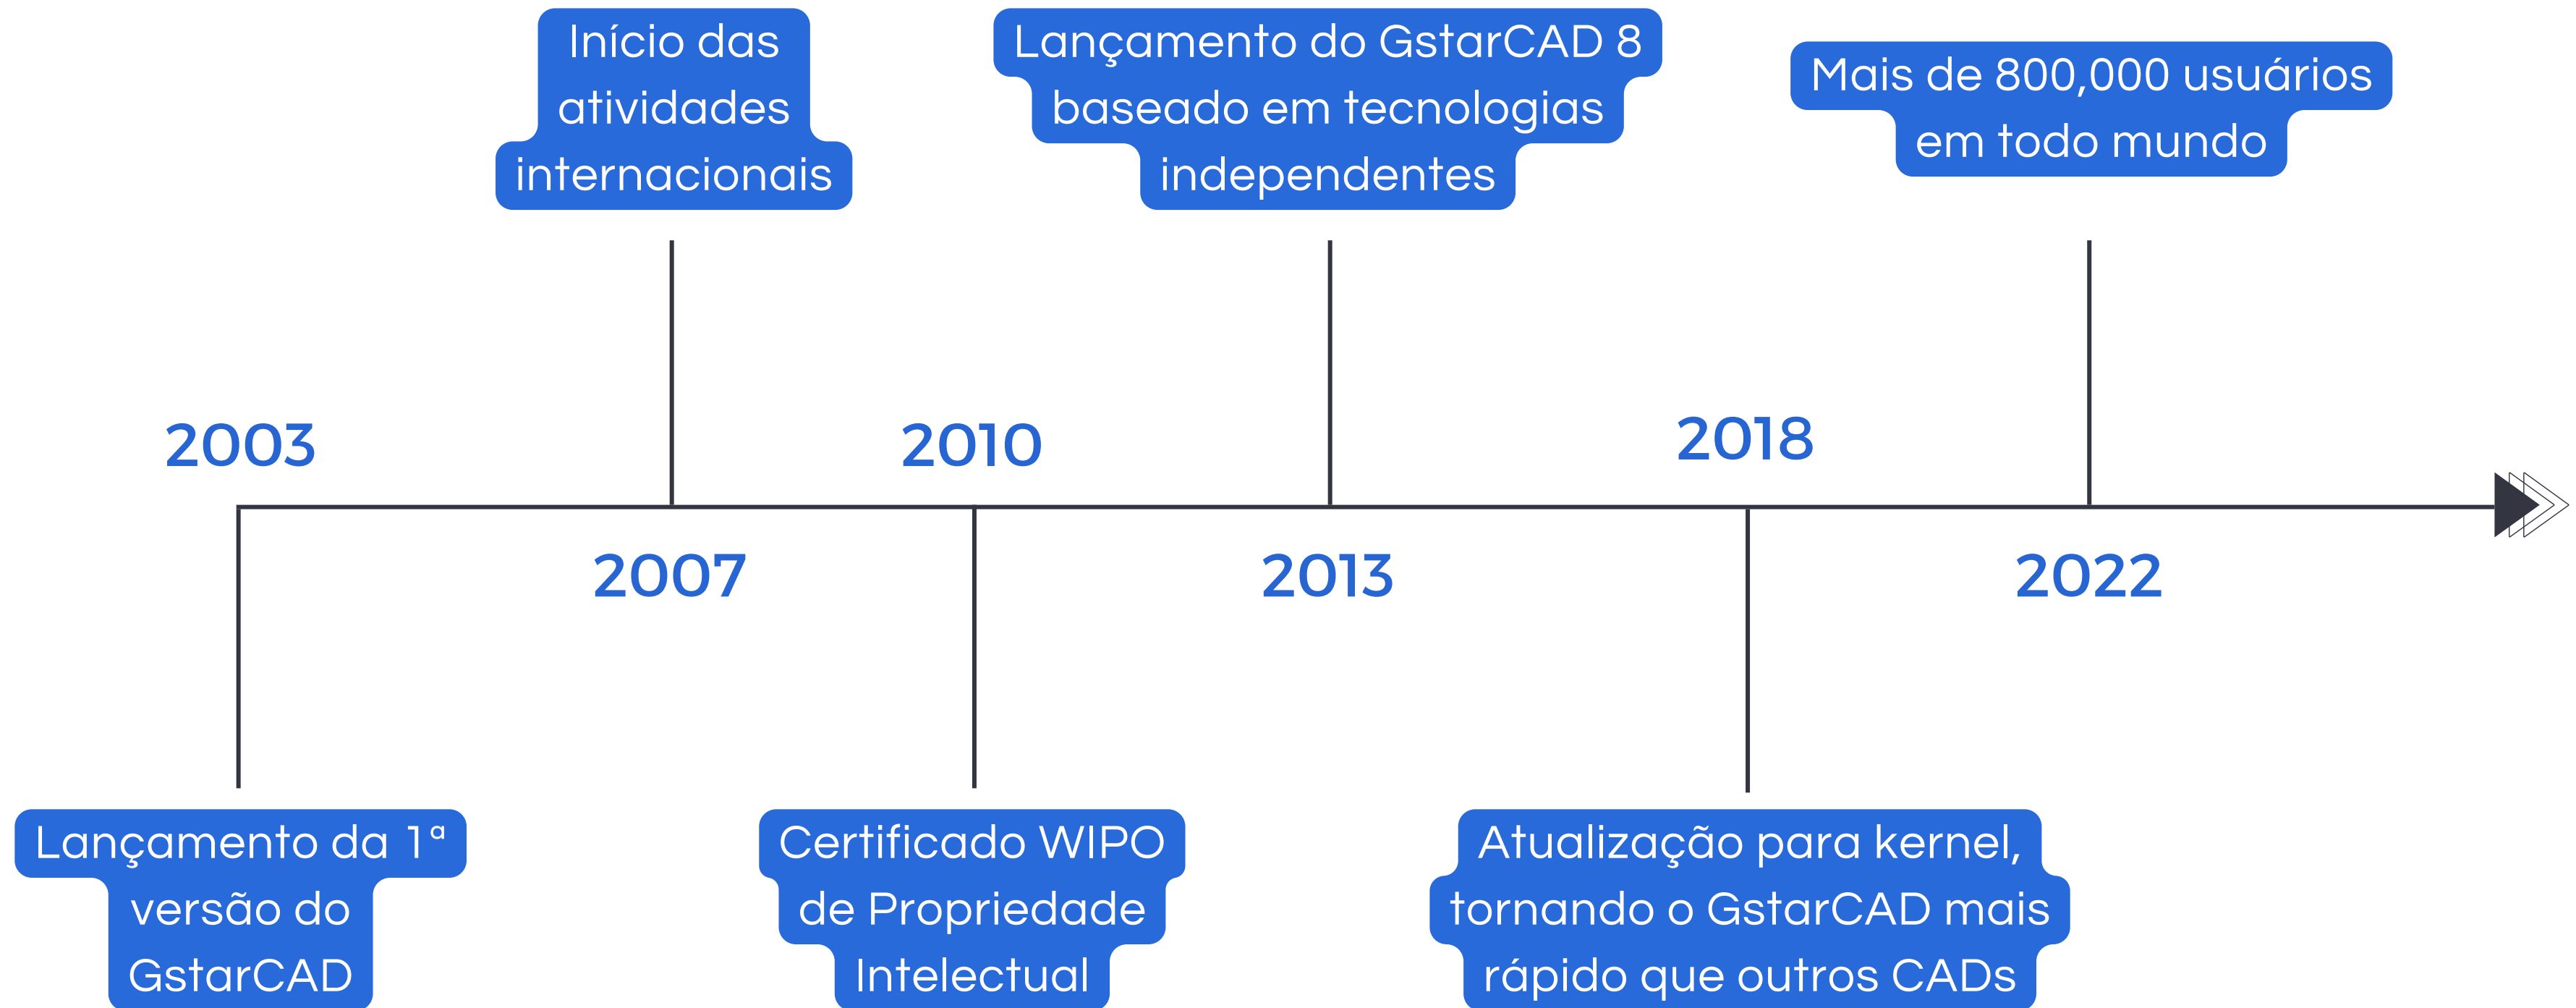 Início das
atividades
internacionais
Lançamento do GstarCAD 8
baseado em tecnologias
independentes
Mais de 800,000 usuários
em todo mundo
2003
2010
2018
2007
2013
2022
Lançamento da 1ª
versão do
GstarCAD
Certificado WIPO
de Propriedade
Intelectual
Atualização para kernel,
tornando o GstarCAD mais
rápido que outros CADs